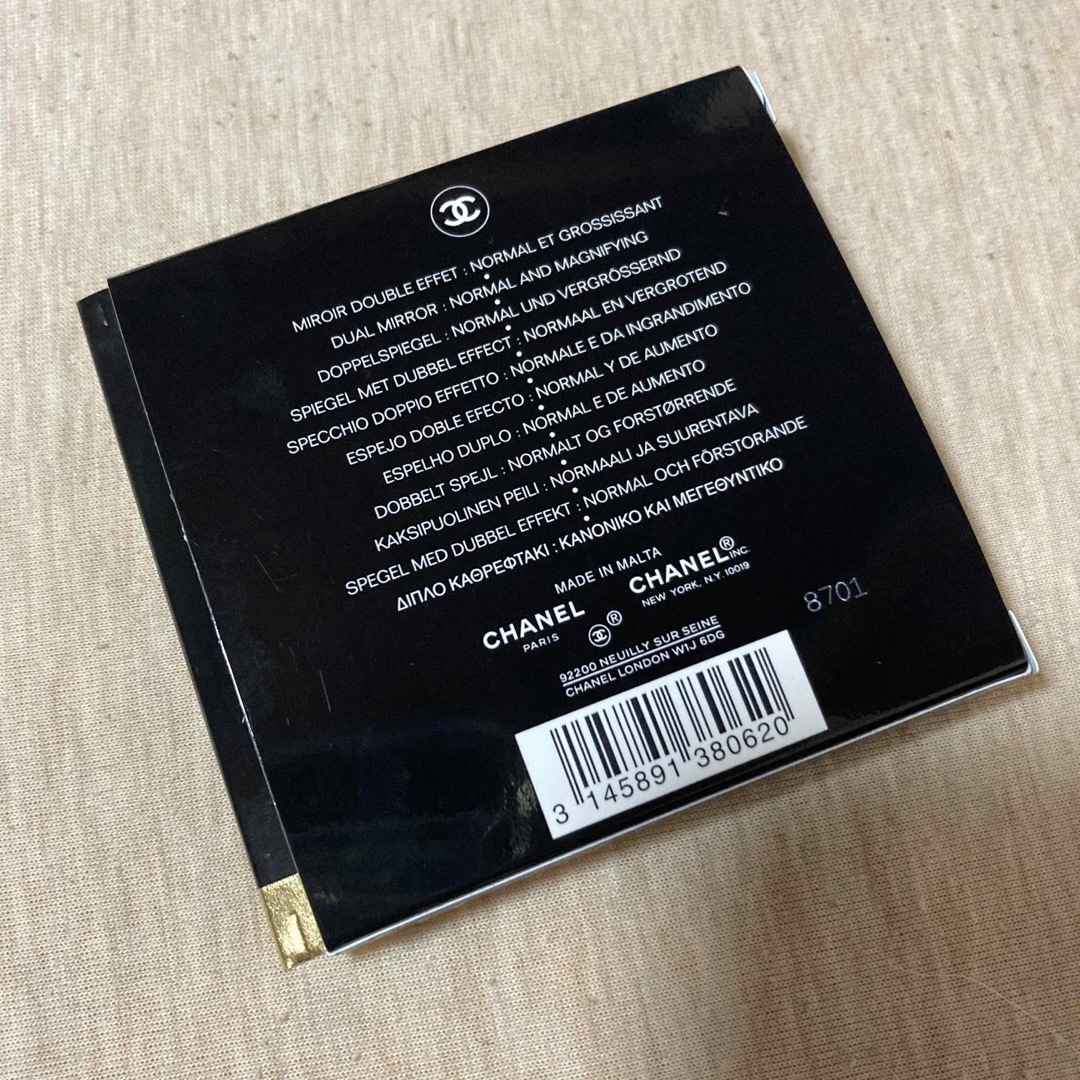 MIROIR DOUBLE EFFET : NORMAL ET GROSSISSANT
•
DUAL MIRROR : NORMAL AND MAGNIFYING
•
DOPPELSPIEGEL : NORMAL UND VERGRÖSSERND
•
SPIEGEL MET DUBBEL EFFECT : NORMAAL EN VERGROTEND
•
SPECCHIO DOPPIO EFFETTO : NORMALE E DA INGRANDIMENTO
•
ESPEJO DOBLE EFECTO : NORMAL Y DE AUMENTO
•
ESPELHO DUPLO : NORMAL E DE AUMENTO
•
DOBBELT SPEJL : NORMALT OG FORSTØRRENDE
•
KAKSIPUOLINEN PEILI : NORMAALI JA SUURENTAVA
•
SPEGEL MED DUBBEL EFFEKT : NORMAL OCH FÖRSTORANDE
•
ΔΙΠΛΟ ΚΑΘΡΕΦΤΑΚΙ : ΚΑΝΟΝΙΚΟ ΚΑΙ ΜΕΓΕΘΥΝΤΙΚΟ
MADE IN MALTA
CHANEL CHANEL® INC.
PARIS ® NEW YORK, N.Y. 10019
92200 NEUILLY SUR SEINE
CHANEL LONDON W1J 6DG
8701
3 145891 380620